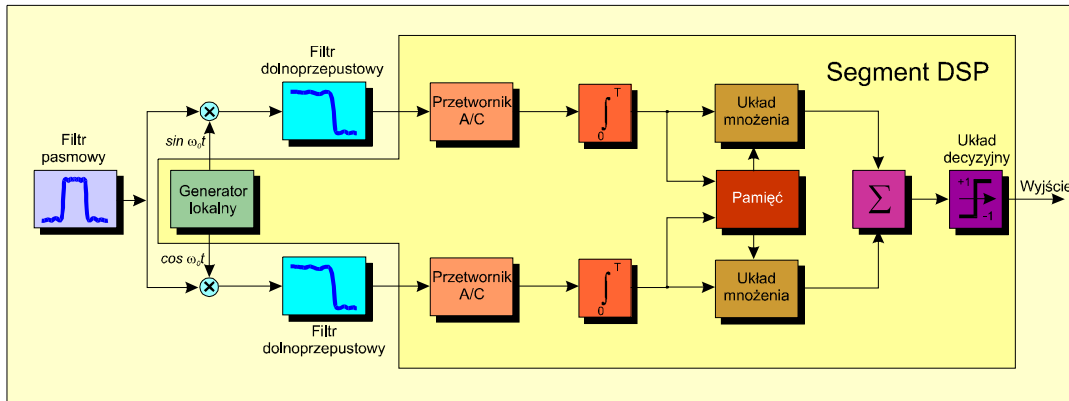 Segment DSP
Filtr
dolnoprzepustowy
Przetwornik
A/C
T
∫
0
Układ
mnożenia
Układ
decyzyjny
+1
-1
Wyjście
Filtr
pasmowy
sin ω₀t
Generator
lokalny
cos ω₀t
Pamięć
Σ
Filtr
dolnoprzepustowy
Przetwornik
A/C
T
∫
0
Układ
mnożenia